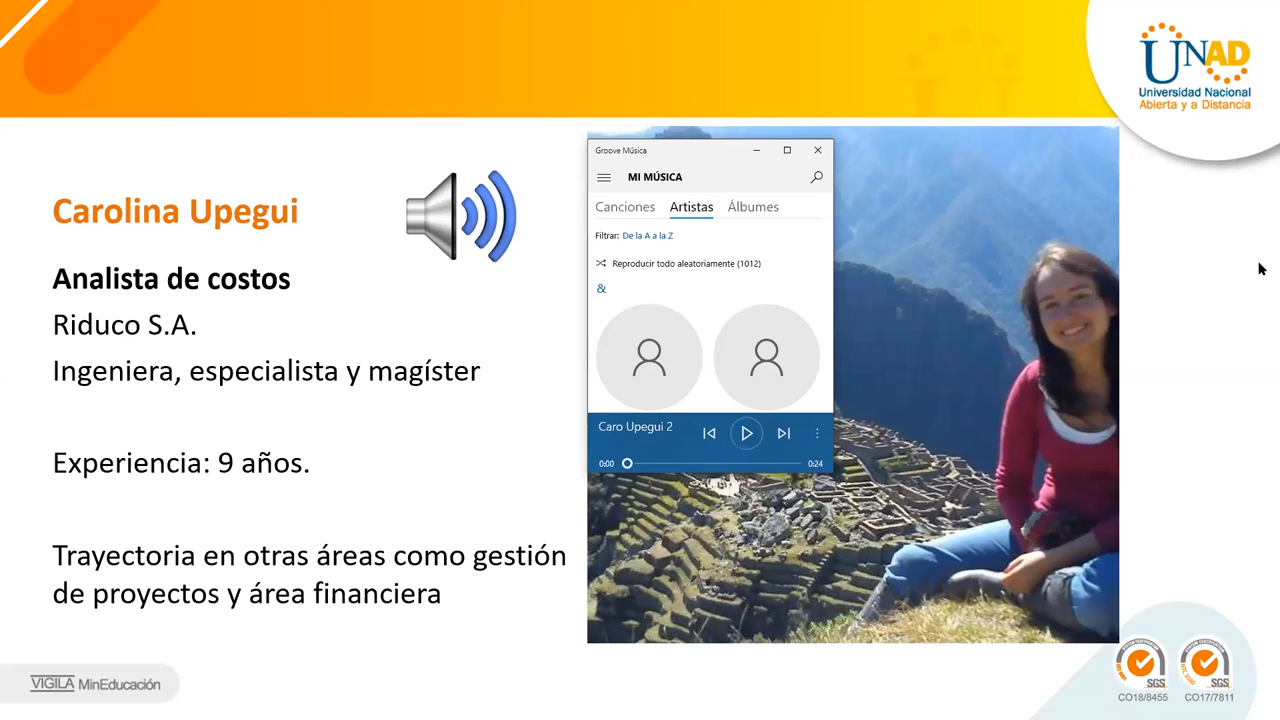 UNAD
Universidad Nacional
Abierta y a Distancia
Carolina Upegui
Analista de costos
Riduco S.A.
Ingeniera, especialista y magíster
Experiencia: 9 años.
Trayectoria en otras áreas como gestión
de proyectos y área financiera
Groove Música
MI MÚSICA
Canciones Artistas Álbumes
Filtrar: De la A a la Z
Reproducir todo aleatoriamente (1012)
&
Caro Upegui 2
0:00 0:24
VIGILA MinEducación
SGS SGS
CO18/8455 CO17/7811